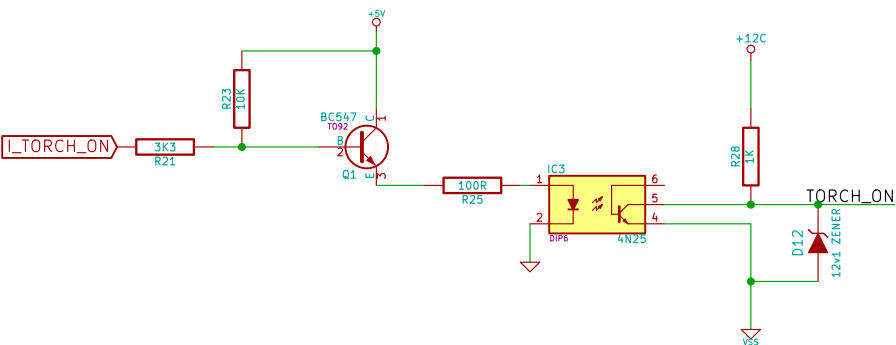 +5V
+12C
R23
10K
BC547
TO92
C
1
B
2
I_TORCH_ON
3K3
R21
Q1
E
3
100R
R25
IC3
1
2
6
5
4
DIP6
4N25
R28
1K
TORCH_ON
D12
12v1 ZENER
VSS